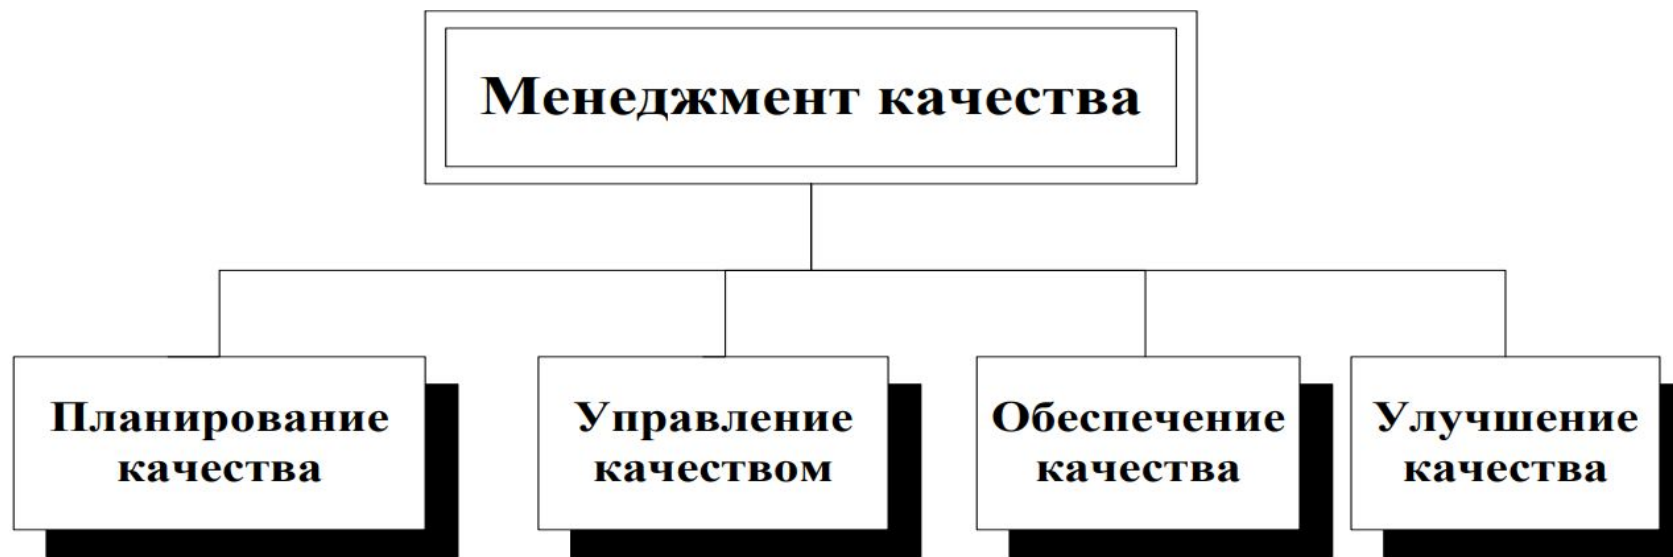 Менеджмент качества
Планирование
качества
Управление
качеством
Обеспечение
качества
Улучшение
качества